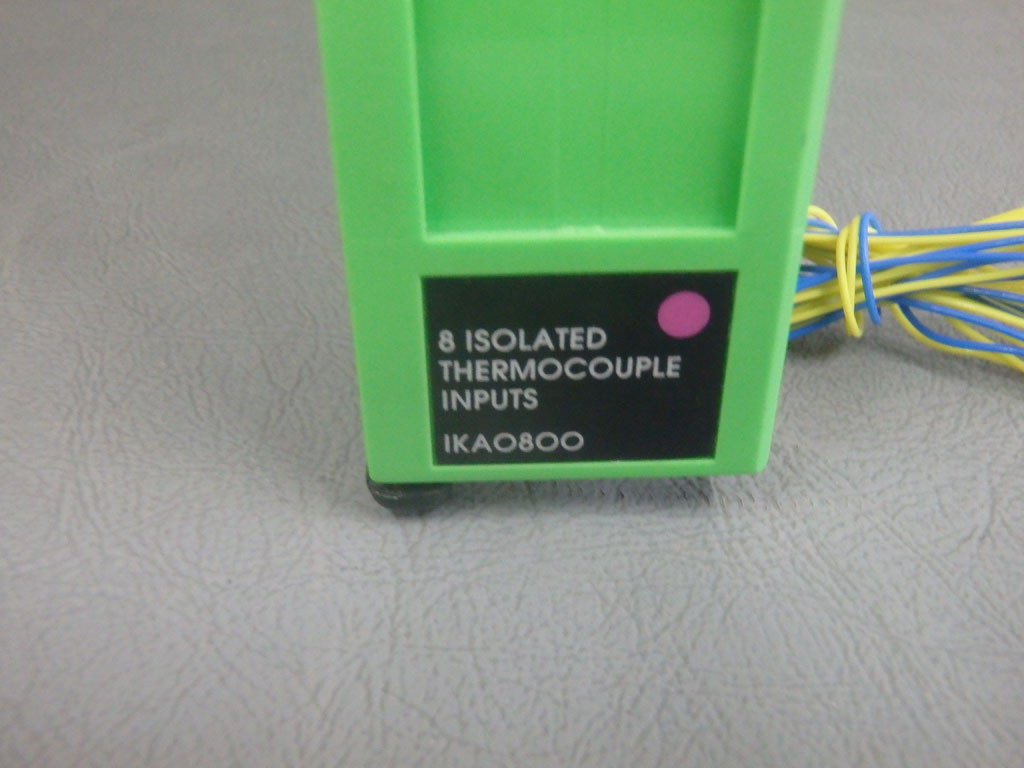 8 ISOLATED
THERMOCOUPLE
INPUTS
IKA0800